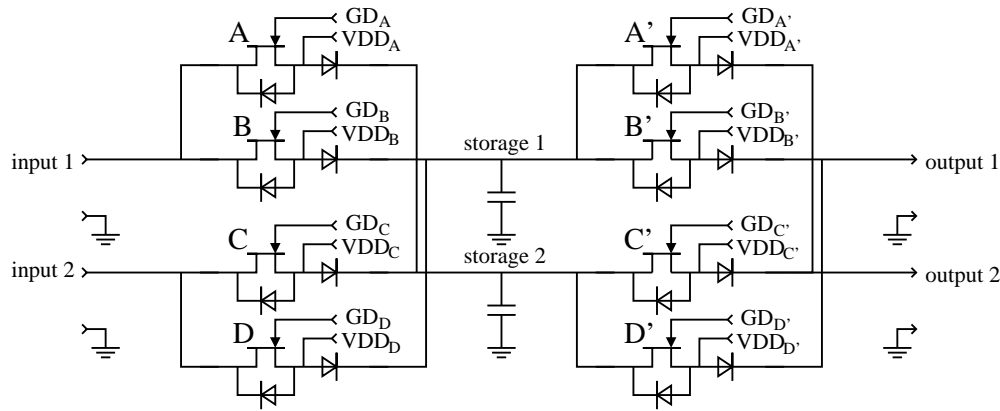 A GD_A A' GD_A'
VDD_A VDD_A'
B GD_B B' GD_B'
VDD_B VDD_B'
input 1 storage 1 output 1
C GD_C C' GD_C'
VDD_C VDD_C'
input 2 storage 2 output 2
D GD_D D' GD_D'
VDD_D VDD_D'